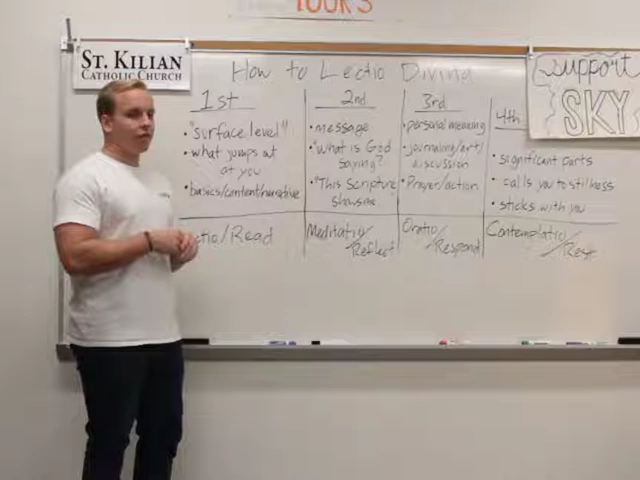 TOURS
ST. KILIAN
CATHOLIC CHURCH
support
SKY
How to Lectio Divina
1st
• "surface level"
• what jumps out
at you
• basics/content/narrative
ctio/Read
2nd
• message
• "what is God
saying?
• "This Scripture
shows me
Meditatio/
Reflect
3rd
• personal meaning
• journaling/art/
discussion
• Prayer/action
Oratio/
Respond
4th
• significant parts
• calls you to stillness
• sticks with you
Contemplatio/
Rest